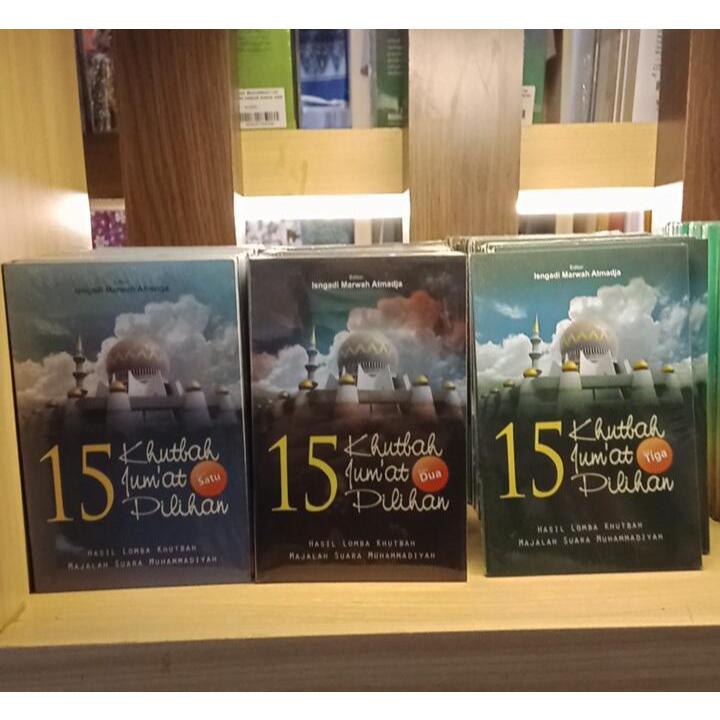 Editor
Isngadi Marwah Atmadja
15 Khutbah
Jum'at
Satu
Pilihan
Hasil Lomba Khutbah
Majalah Suara Muhammadiyah
Editor
Isngadi Marwah Atmadja
15 Khutbah
Jum'at
Dua
Pilihan
Hasil Lomba Khutbah
Majalah Suara Muhammadiyah
Editor
Isngadi Marwah Atmadja
15 Khutbah
Jum'at
Tiga
Pilihan
Hasil Lomba Khutbah
Majalah Suara Muhammadiyah